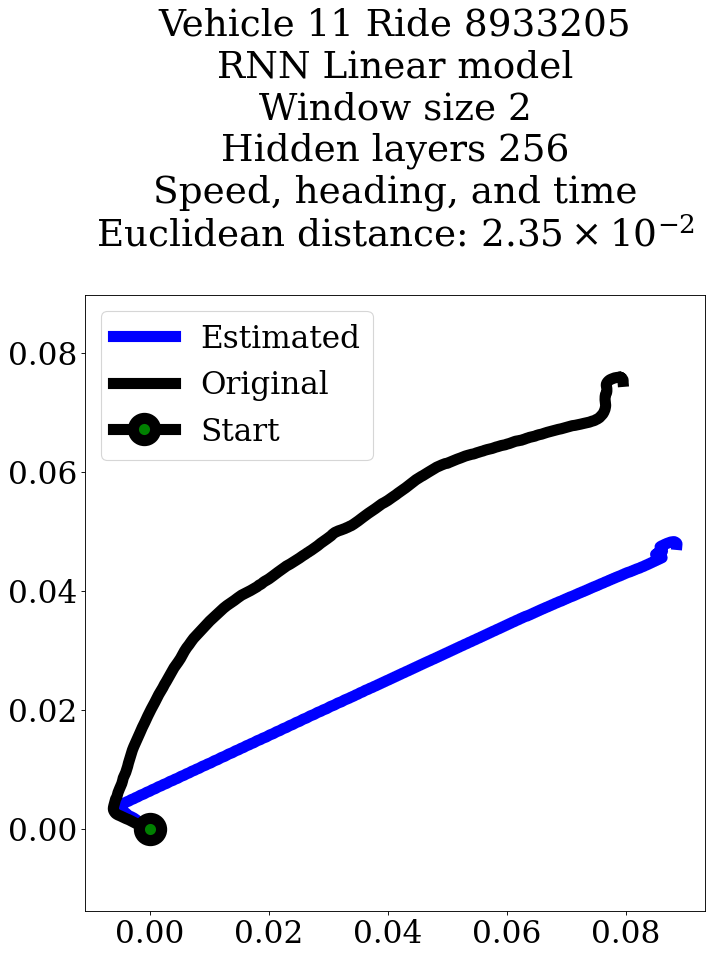 Vehicle 11 Ride 8933205
RNN Linear model
Window size 2
Hidden layers 256
Speed, heading, and time
Euclidean distance: 2.35 × 10⁻²
Estimated
Original
Start
0.08
0.06
0.04
0.02
0.00
0.00 0.02 0.04 0.06 0.08